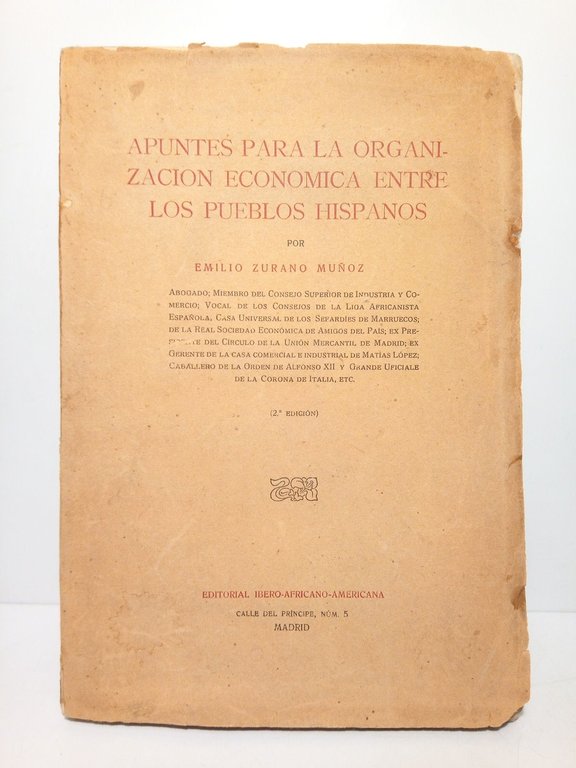 APUNTES PARA LA ORGANI-
ZACION ECONOMICA ENTRE
LOS PUEBLOS HISPANOS
POR
EMILIO ZURANO MUÑOZ
ABOGADO; MIEMBRO DEL CONSEJO SUPERIOR DE INDUSTRIA Y CO-
MERCIO; VOCAL DE LOS CONSEJOS DE LA LIGA AFRICANISTA
ESPAÑOLA, CASA UNIVERSAL DE LOS SEFARDÍES DE MARRUECOS;
DE LA REAL SOCIEDAD ECONÓMICA DE AMIGOS DEL PAÍS; EX PRE-
SIDENTE DEL CÍRCULO DE LA UNIÓN MERCANTIL DE MADRID; EX
GERENTE DE LA CASA COMERCIAL E INDUSTRIAL DE MATÍAS LÓPEZ;
CABALLERO DE LA ORDEN DE ALFONSO XII Y GRANDE UFICIALE
DE LA CORONA DE ITALIA, ETC.
(2.ª EDICIÓN)
EDITORIAL IBERO-AFRICANO-AMERICANA
CALLE DEL PRÍNCIPE, NÚM. 5
MADRID